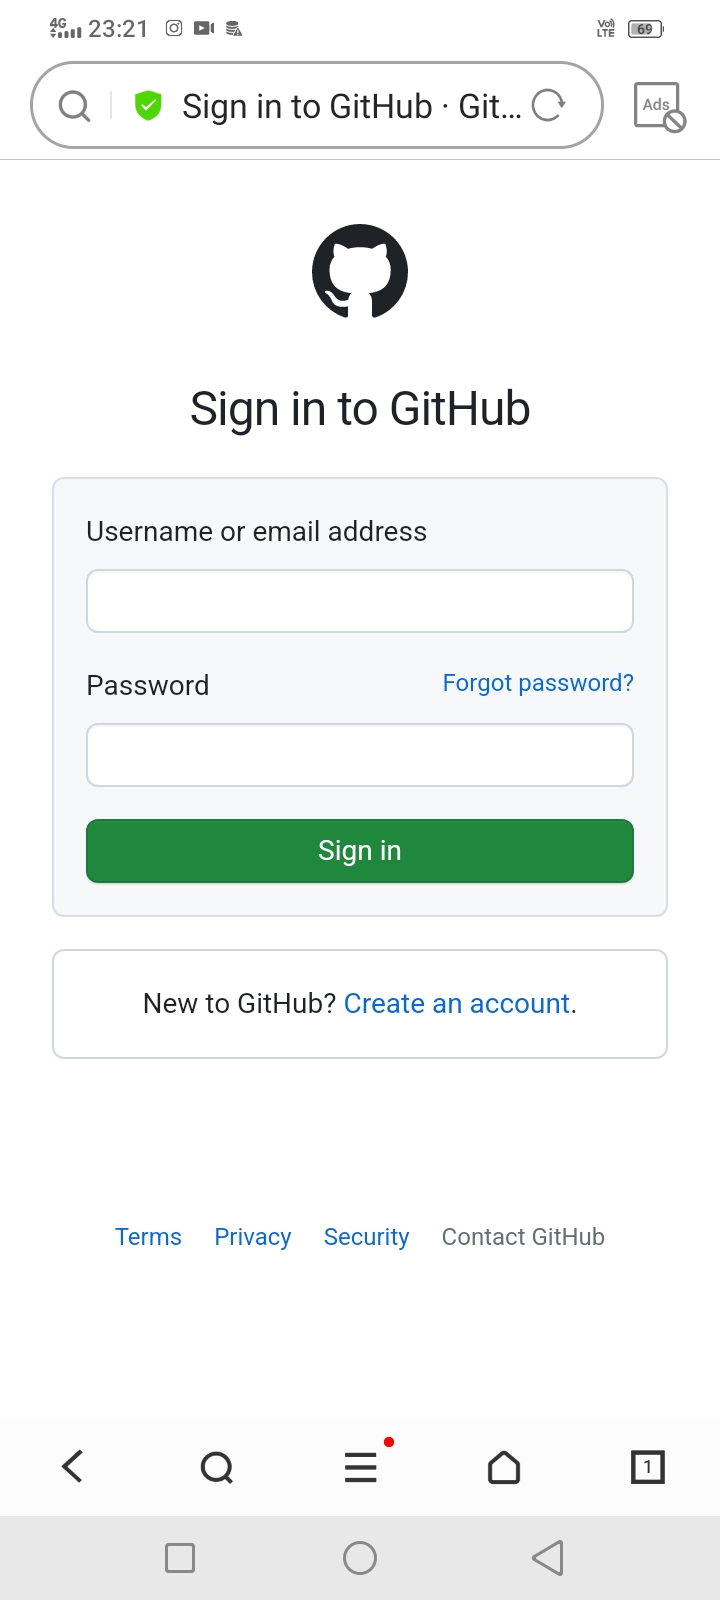 4G 23:21 Vo) LTE 69
Sign in to GitHub · Git... Ads
Sign in to GitHub
Username or email address
Password Forgot password?
Sign in
New to GitHub? Create an account.
Terms Privacy Security Contact GitHub
1